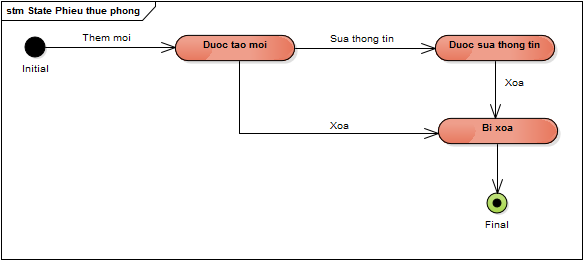 stm State Phieu thue phong
Them moi
Duoc tao moi
Sua thong tin
Duoc sua thong tin
Initial
Xoa
Xoa
Bi xoa
Final